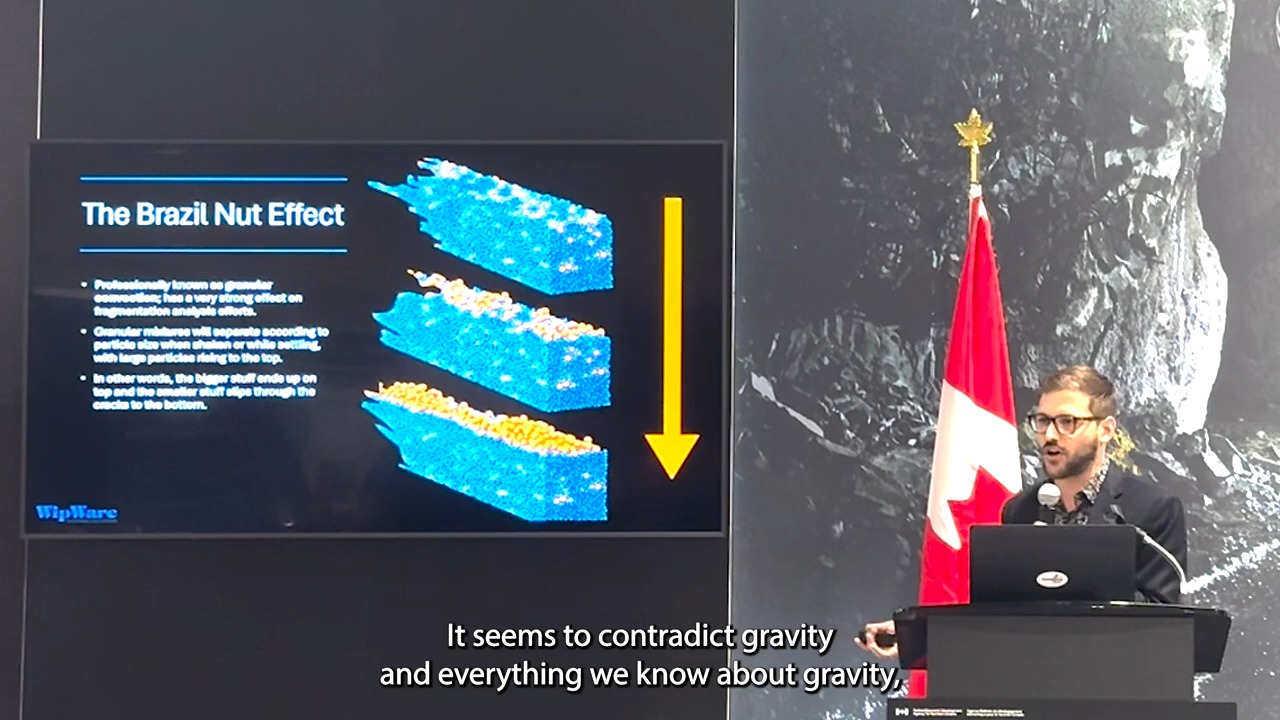 The Brazil Nut Effect
• Professionally known as granular
convection; has a very strong effect on
fragmentation analysis efforts.
• Granular mixtures will separate according to
particle size when shaken or while settling,
with large particles rising to the top.
• In other words, the bigger stuff ends up on
top and the smaller stuff slips through the
cracks to the bottom.
WipWare
It seems to contradict gravity
and everything we know about gravity,